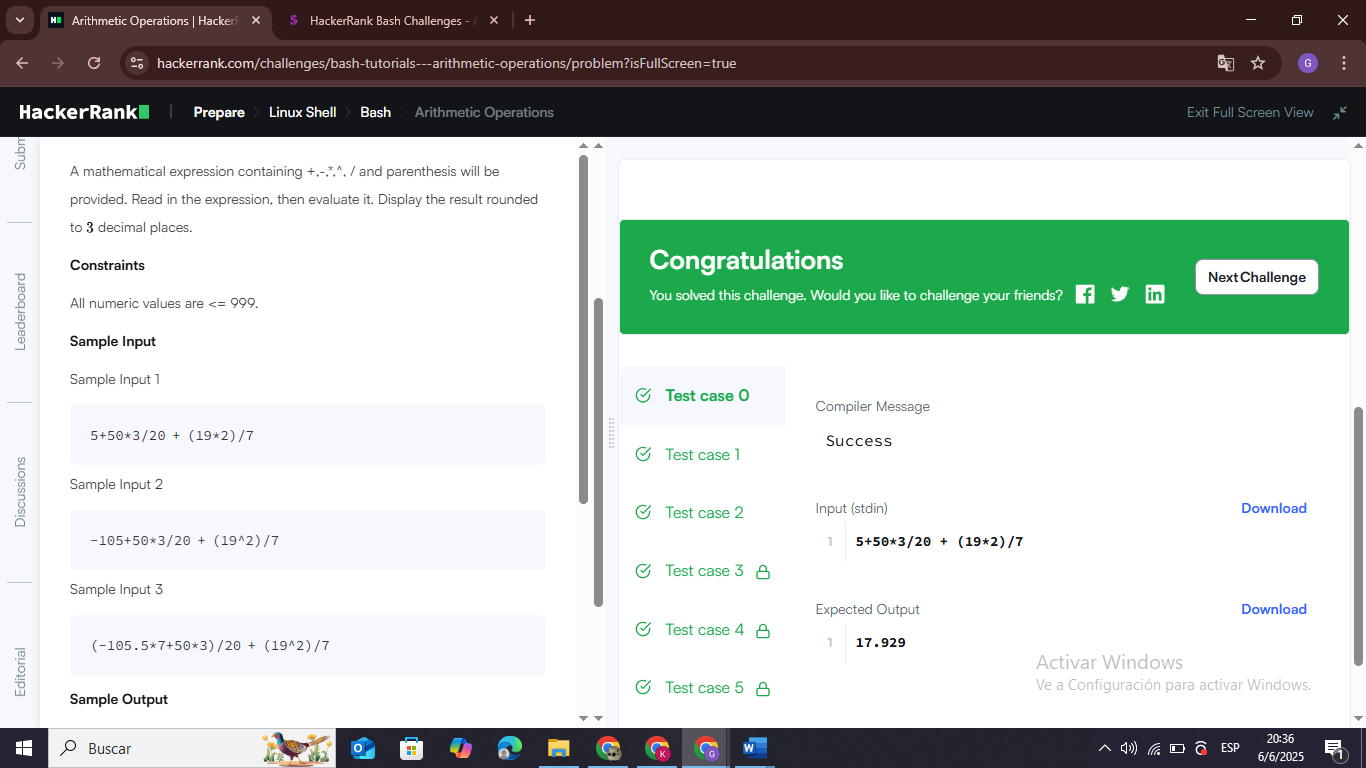 Arithmetic Operations | HackerR
HackerRank Bash Challenges - A
hackerrank.com/challenges/bash-tutorials---arithmetic-operations/problem?isFullScreen=true
G
HackerRank
Prepare
Linux Shell
Bash
Arithmetic Operations
Exit Full Screen View
Subm
Leaderboard
Discussions
Editorial
A mathematical expression containing +,-,*,^, / and parenthesis will be
provided. Read in the expression, then evaluate it. Display the result rounded
to 3 decimal places.
Constraints
All numeric values are <= 999.
Sample Input
Sample Input 1
5+50*3/20 + (19*2)/7
Sample Input 2
-105+50*3/20 + (19^2)/7
Sample Input 3
(-105.5*7+50*3)/20 + (19^2)/7
Sample Output
Congratulations
You solved this challenge. Would you like to challenge your friends?
Next Challenge
Test case 0
Test case 1
Test case 2
Test case 3
Test case 4
Test case 5
Compiler Message
Success
Input (stdin)
Download
1
5+50*3/20 + (19*2)/7
Expected Output
Download
1
17.929
Activar Windows
Ve a Configuración para activar Windows.
Buscar
ESP
20:36
6/6/2025
1